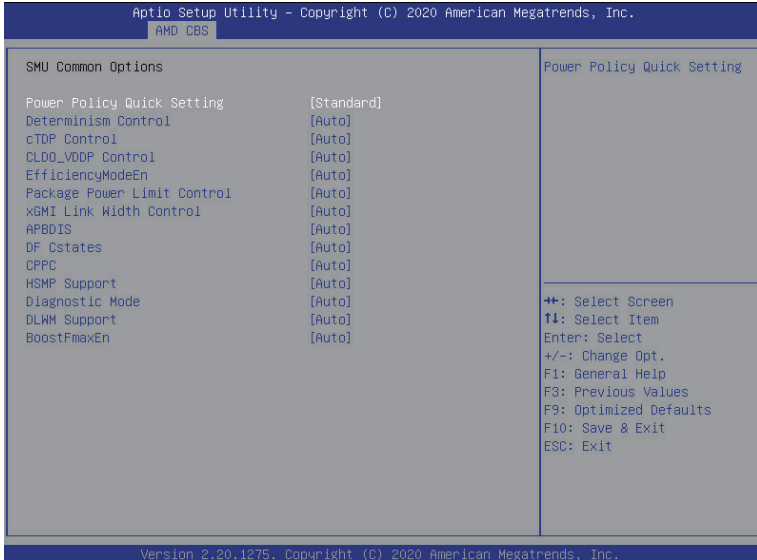 Aptio Setup Utility – Copyright (C) 2020 American Megatrends, Inc.
AMD CBS
SMU Common Options
Power Policy Quick Setting [Standard]
Determinism Control [Auto]
cTDP Control [Auto]
CLDO_VDDP Control [Auto]
EfficiencyModeEn [Auto]
Package Power Limit Control [Auto]
xGMI Link Width Control [Auto]
APBDIS [Auto]
DF Cstates [Auto]
CPPC [Auto]
HSMP Support [Auto]
Diagnostic Mode [Auto]
DLWM Support [Auto]
BoostFmaxEn [Auto]
Power Policy Quick Setting
→←: Select Screen
↑↓: Select Item
Enter: Select
+/-: Change Opt.
F1: General Help
F3: Previous Values
F9: Optimized Defaults
F10: Save & Exit
ESC: Exit
Version 2.20.1275. Copyright (C) 2020 American Megatrends, Inc.